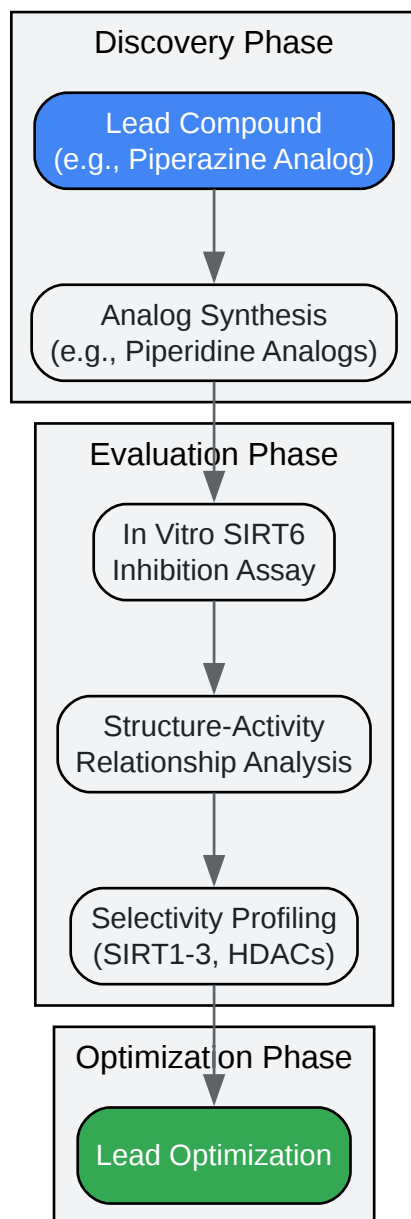 Discovery Phase
Lead Compound
(e.g., Piperazine Analog)
Analog Synthesis
(e.g., Piperidine Analogs)
Evaluation Phase
In Vitro SIRT6
Inhibition Assay
Structure-Activity
Relationship Analysis
Selectivity Profiling
(SIRT1-3, HDACs)
Optimization Phase
Lead Optimization